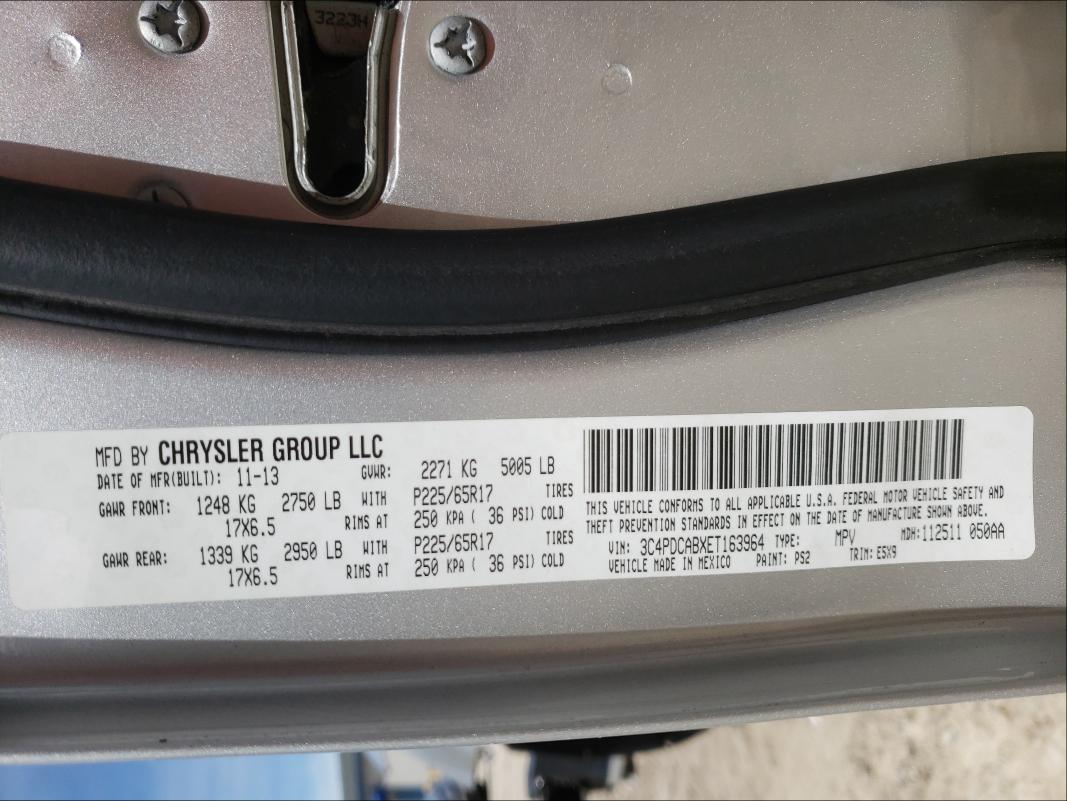 3223H
MFD BY CHRYSLER GROUP LLC
DATE OF MFR(BUILT): 11-13 GVWR: 2271 KG 5005 LB
GAWR FRONT: 1248 KG 2750 LB WITH P225/65R17 TIRES
17X6.5 RIMS AT 250 KPA ( 36 PSI) COLD
GAWR REAR: 1339 KG 2950 LB WITH P225/65R17 TIRES
17X6.5 RIMS AT 250 KPA ( 36 PSI) COLD
THIS VEHICLE CONFORMS TO ALL APPLICABLE U.S.A. FEDERAL MOTOR VEHICLE SAFETY AND
THEFT PREVENTION STANDARDS IN EFFECT ON THE DATE OF MANUFACTURE SHOWN ABOVE.
VIN: 3C4PDCABXET163964 TYPE: MPV MDH: 112511 050AA
VEHICLE MADE IN MEXICO PAINT: PS2 TRIM: E5X9